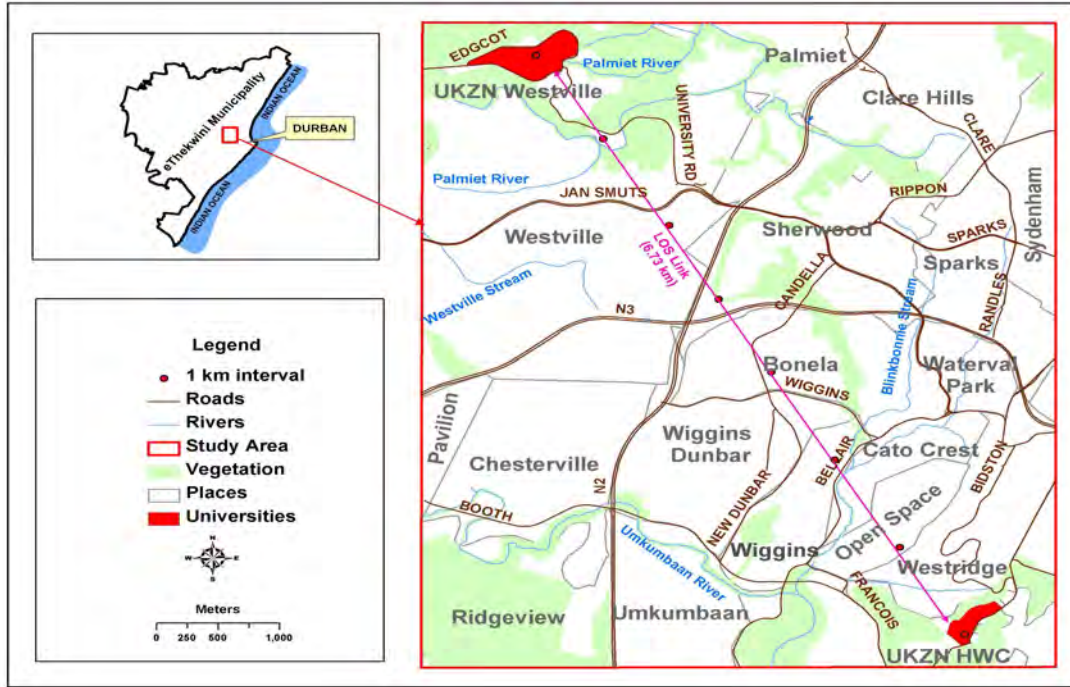 eThekwini Municipality
INDIAN OCEAN
DURBAN
INDIAN OCEAN
Legend
1 km interval
Roads
Rivers
Study Area
Vegetation
Places
Universities
N
W E
S
Meters
0 250 500 1,000
EDGCOT
Palmiet River
Palmiet
UKZN Westville
Clare Hills
UNIVERSITY RD
CLARE
Palmiet River
JAN SMUTS
RIPPON
Sydenham
Westville
Sherwood
SPARKS
LOS Link
(6.73 km)
Sparks
CANDELLA
Westville Stream
RANDLES
Blinkbonnie Stream
N3
Bonela
Waterval
Park
WIGGINS
Pavilion
Wiggins
Dunbar
Chesterville
BELLAIR
Cato Crest
BIDSTON
N2
NEW DUNBAR
BOOTH
Open Space
Umkumbaan River
Wiggins
Westridge
FRANCOIS
Ridgeview
Umkumbaan
UKZN HWC